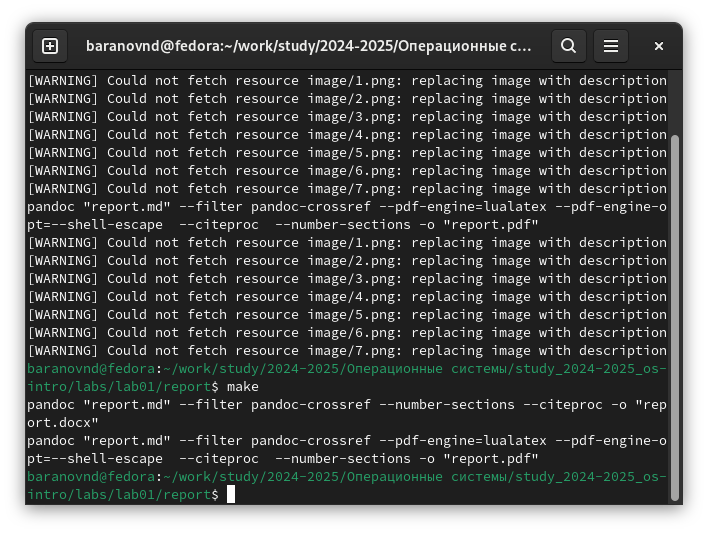 baranovnd@fedora:~/work/study/2024-2025/Операционные с…
[WARNING] Could not fetch resource image/1.png: replacing image with description
[WARNING] Could not fetch resource image/2.png: replacing image with description
[WARNING] Could not fetch resource image/3.png: replacing image with description
[WARNING] Could not fetch resource image/4.png: replacing image with description
[WARNING] Could not fetch resource image/5.png: replacing image with description
[WARNING] Could not fetch resource image/6.png: replacing image with description
[WARNING] Could not fetch resource image/7.png: replacing image with description
pandoc "report.md" --filter pandoc-crossref --pdf-engine=lualatex --pdf-engine-o
pt=--shell-escape  --citeproc  --number-sections -o "report.pdf"
[WARNING] Could not fetch resource image/1.png: replacing image with description
[WARNING] Could not fetch resource image/2.png: replacing image with description
[WARNING] Could not fetch resource image/3.png: replacing image with description
[WARNING] Could not fetch resource image/4.png: replacing image with description
[WARNING] Could not fetch resource image/5.png: replacing image with description
[WARNING] Could not fetch resource image/6.png: replacing image with description
[WARNING] Could not fetch resource image/7.png: replacing image with description
baranovnd@fedora:~/work/study/2024-2025/Операционные системы/study_2024-2025_os-
intro/labs/lab01/report$ make
pandoc "report.md" --filter pandoc-crossref --number-sections --citeproc -o "rep
ort.docx"
pandoc "report.md" --filter pandoc-crossref --pdf-engine=lualatex --pdf-engine-o
pt=--shell-escape  --citeproc  --number-sections -o "report.pdf"
baranovnd@fedora:~/work/study/2024-2025/Операционные системы/study_2024-2025_os-
intro/labs/lab01/report$